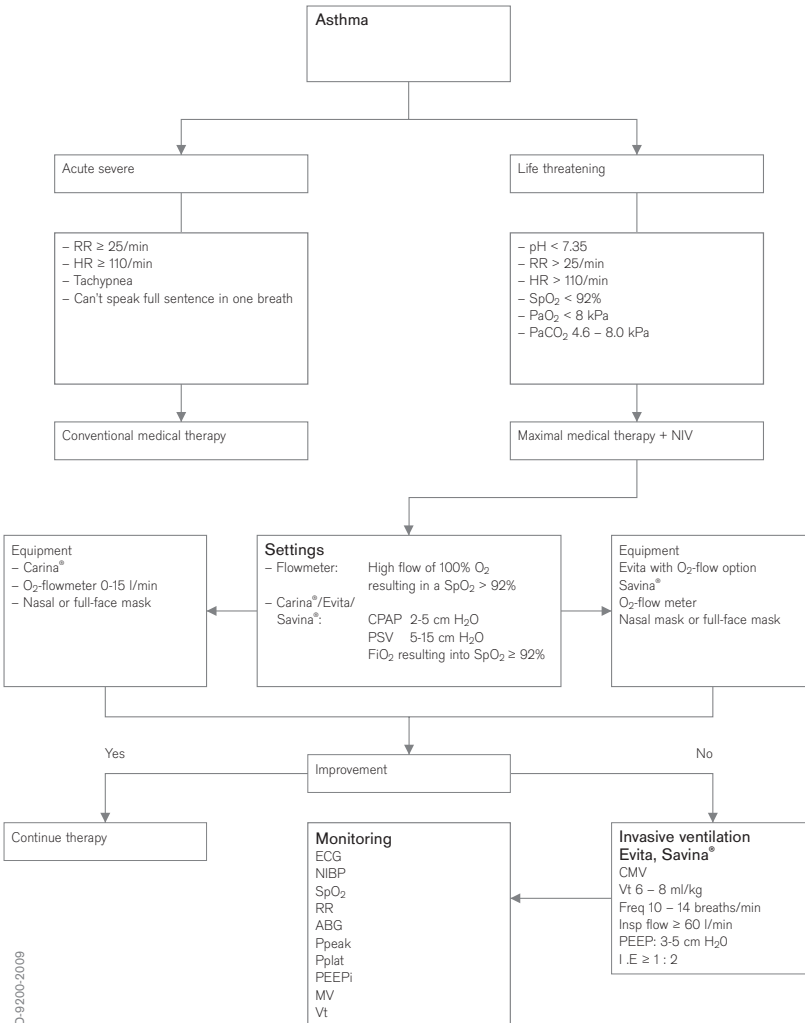 Asthma
Acute severe
Life threatening
– RR ≥ 25/min
– HR ≥ 110/min
– Tachypnea
– Can't speak full sentence in one breath
– pH < 7.35
– RR > 25/min
– HR > 110/min
– SpO₂ < 92%
– PaO₂ < 8 kPa
– PaCO₂ 4.6 – 8.0 kPa
Conventional medical therapy
Maximal medical therapy + NIV
Equipment
– Carina®
– O₂-flowmeter 0-15 l/min
– Nasal or full-face mask
Settings
– Flowmeter: High flow of 100% O₂
resulting in a SpO₂ > 92%
– Carina®/Evita/
Savina®: CPAP 2-5 cm H₂O
PSV 5-15 cm H₂O
FiO₂ resulting into SpO₂ ≥ 92%
Equipment
Evita with O₂-flow option
Savina®
O₂-flow meter
Nasal mask or full-face mask
Yes
Improvement
No
Continue therapy
Monitoring
ECG
NIBP
SpO₂
RR
ABG
Ppeak
Pplat
PEEPi
MV
Vt
Invasive ventilation
Evita, Savina®
CMV
Vt 6 – 8 ml/kg
Freq 10 – 14 breaths/min
Insp flow ≥ 60 l/min
PEEP: 3-5 cm H₂0
I .E ≥ 1 : 2
-9200-2009